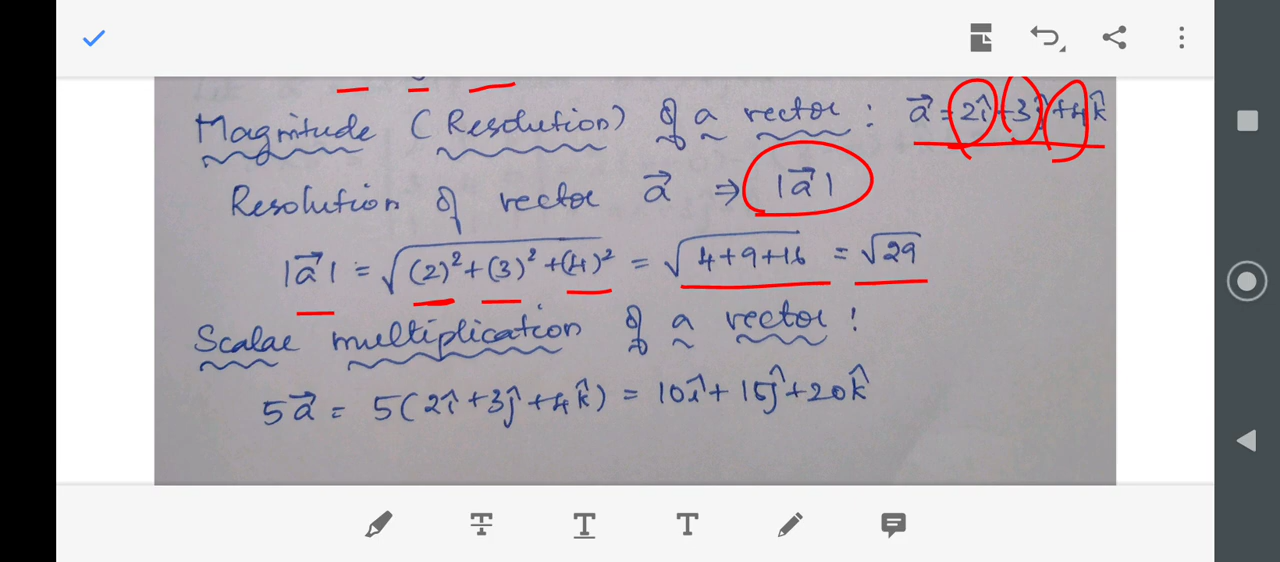 Magnitude (Resolution) of a vector : a⃗ = 2î+3ĵ+4k̂
Resolution of vector a⃗ ⇒ |a⃗|
|a⃗| = √((2)²+(3)²+(4)²) = √(4+9+16) = √29
Scalar multiplication of a vector :
5a⃗ = 5(2î+3ĵ+4k̂) = 10î+15ĵ+20k̂